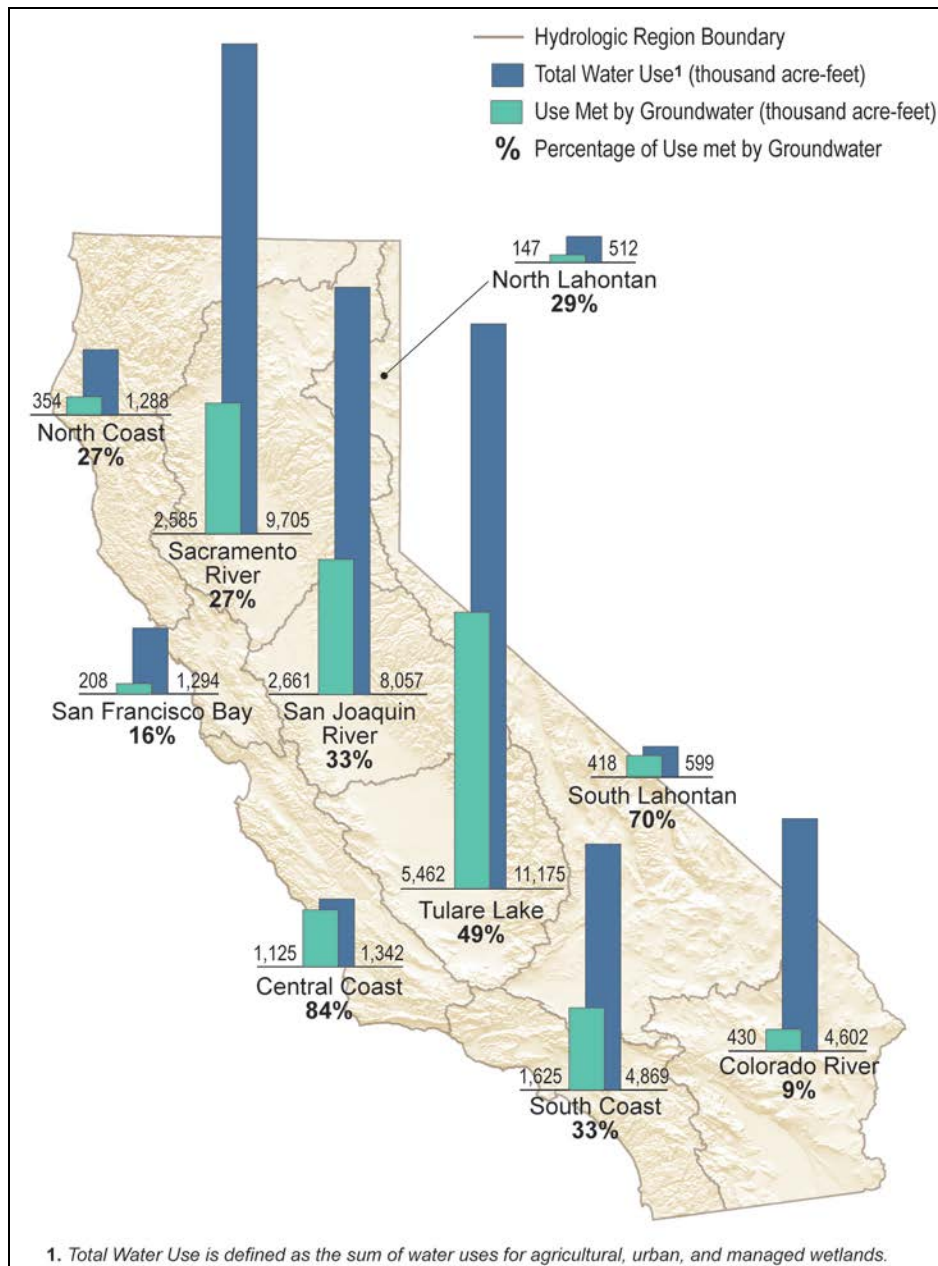 Hydrologic Region Boundary
Total Water Use¹ (thousand acre-feet)
Use Met by Groundwater (thousand acre-feet)
% Percentage of Use met by Groundwater
147 512
North Lahontan
29%
354 1,288
North Coast
27%
2,585 9,705
Sacramento
River
27%
208 1,294
San Francisco Bay
16%
2,661 8,057
San Joaquin
River
33%
418 599
South Lahontan
70%
5,462 11,175
Tulare Lake
49%
1,125 1,342
Central Coast
84%
430 4,602
Colorado River
9%
1,625 4,869
South Coast
33%
1. Total Water Use is defined as the sum of water uses for agricultural, urban, and managed wetlands.